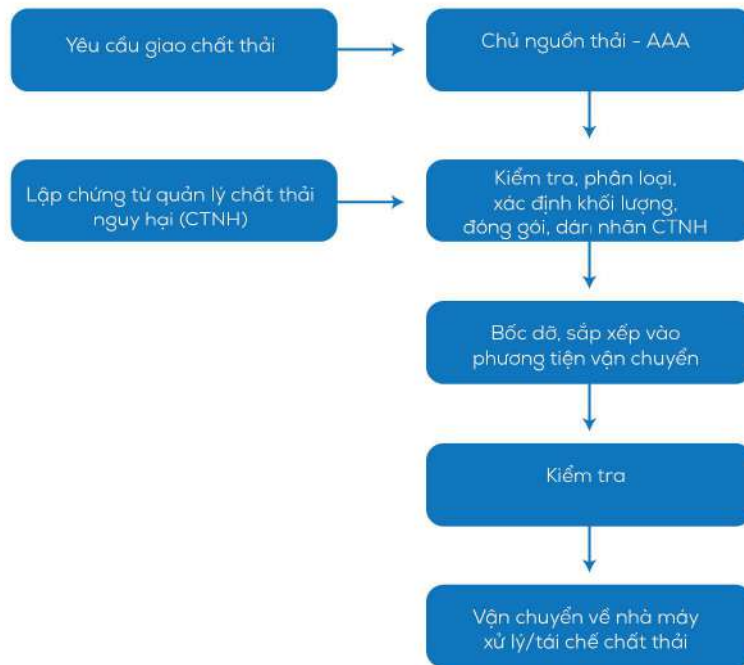 Yêu cầu giao chất thải
Chủ nguồn thải - AAA
Lập chứng từ quản lý chất thải
nguy hại (CTNH)
Kiểm tra, phân loại,
xác định khối lượng,
đóng gói, dán nhãn CTNH
Bốc dỡ, sắp xếp vào
phương tiện vận chuyển
Kiểm tra
Vận chuyển về nhà máy
xử lý/tái chế chất thải